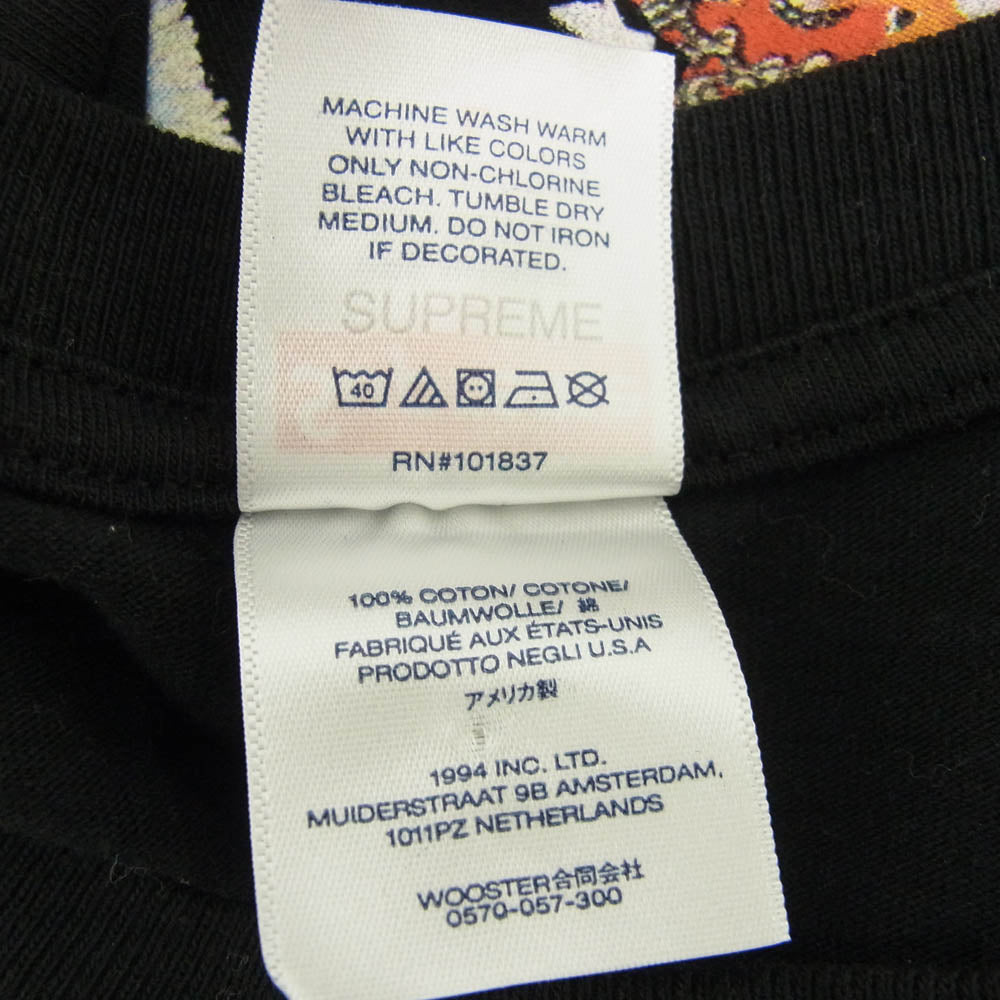 MACHINE WASH WARM
WITH LIKE COLORS
ONLY NON-CHLORINE
BLEACH. TUMBLE DRY
MEDIUM. DO NOT IRON
IF DECORATED.
SUPREME
40
RN#101837
100% COTON/ COTONE/
BAUMWOLLE/ 綿
FABRIQUÉ AUX ÉTATS-UNIS
PRODOTTO NEGLI U.S.A
アメリカ製
1994 INC. LTD.
MUIDERSTRAAT 9B AMSTERDAM,
1011PZ NETHERLANDS
WOOSTER合同会社
0570-057-300